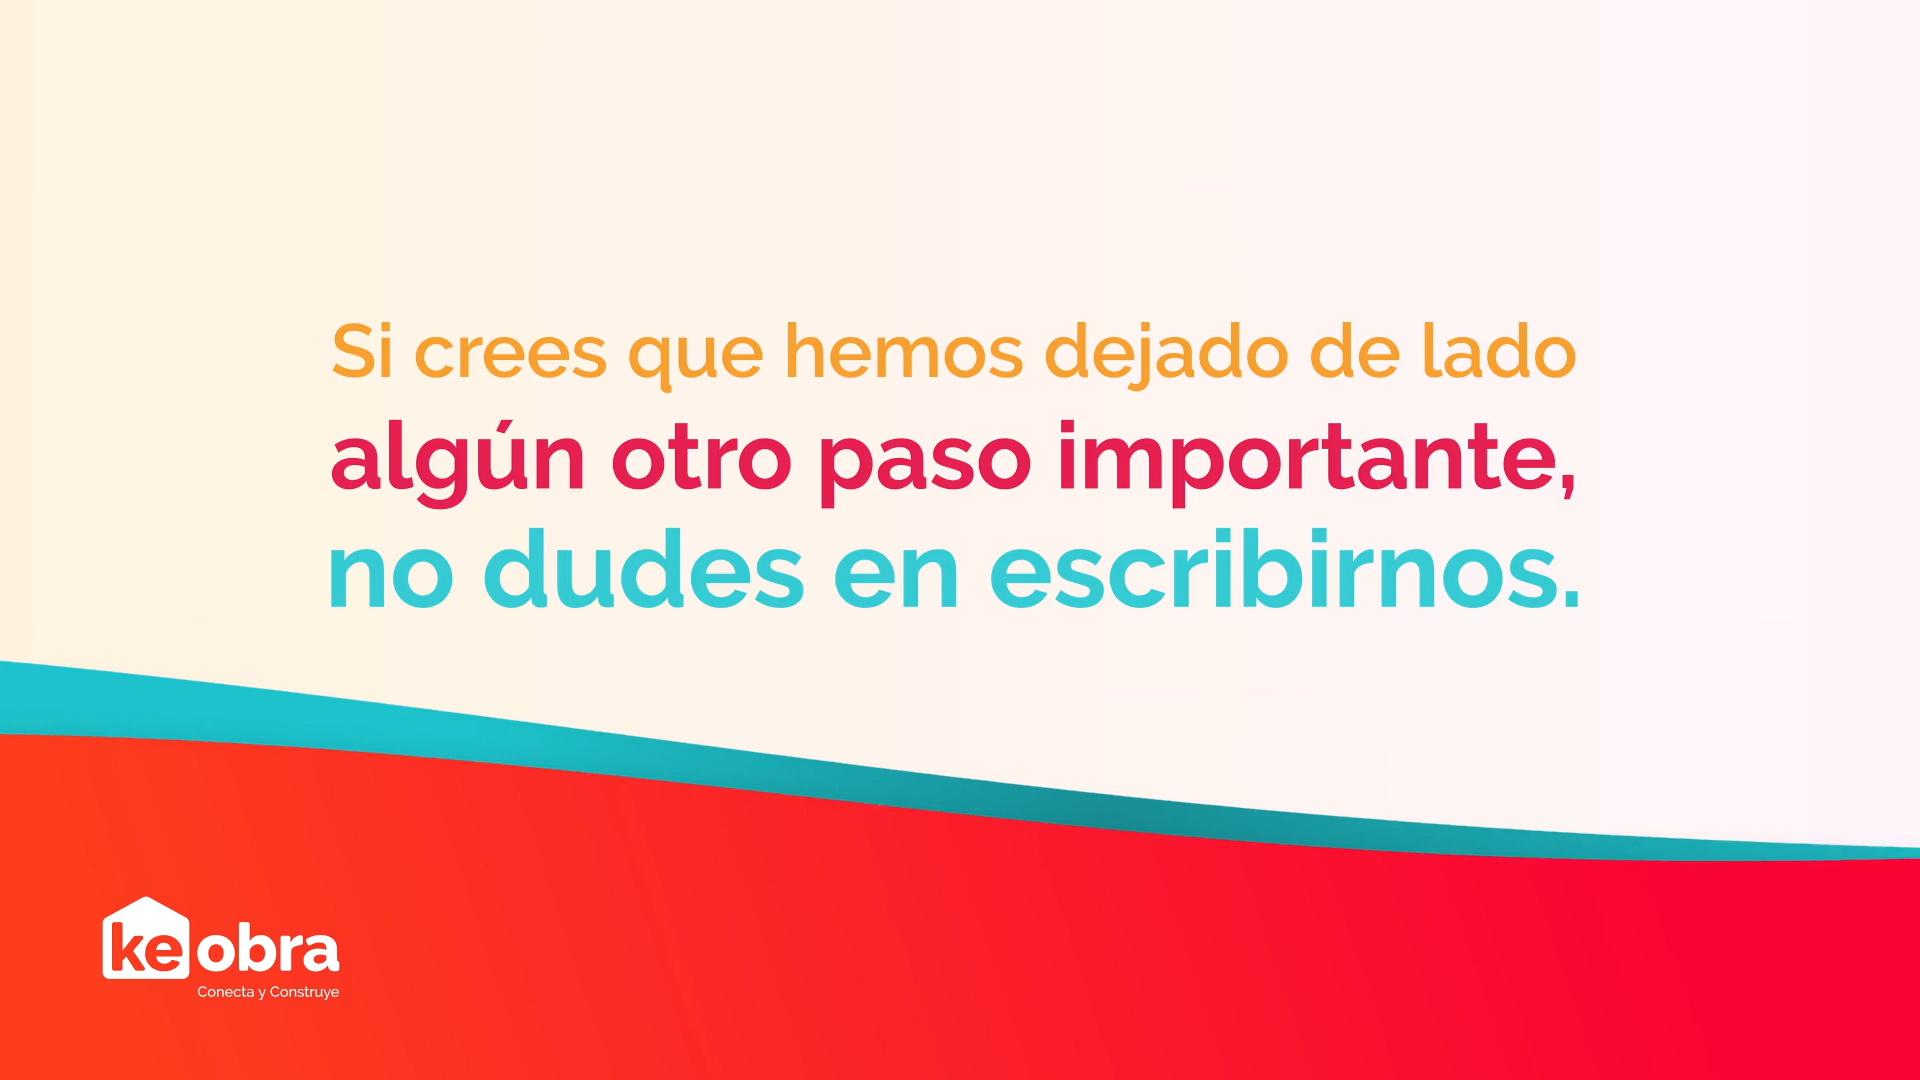 Si crees que hemos dejado de lado
algún otro paso importante,
no dudes en escribirnos.
keobra
Conecta y Construye